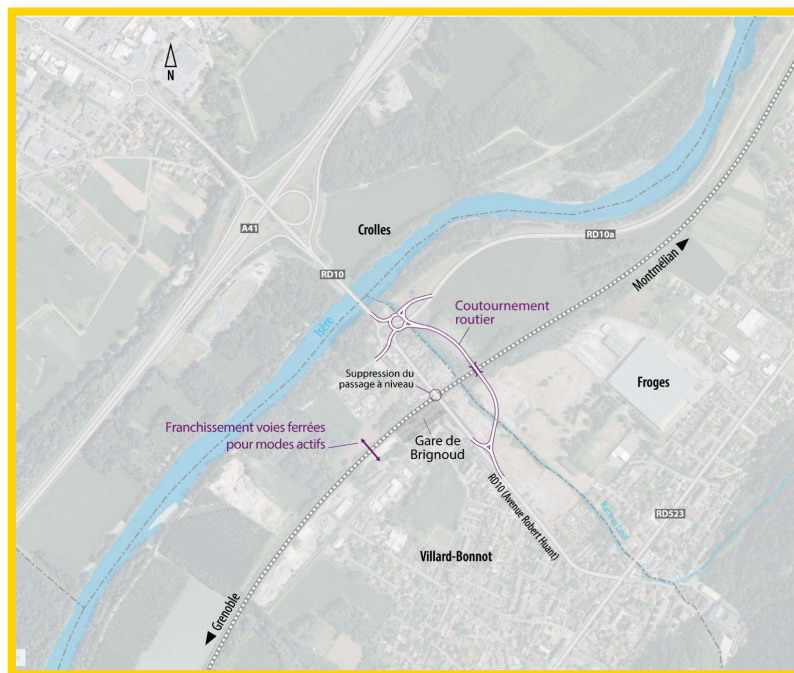 N
A41
Crolles
RD10a
Montmélian
RD10
Isère
Coutournement
routier
Suppression du
passage à niveau
Froges
Franchissement voies ferrées
pour modes actifs
Gare de
Brignoud
RD10 (Avenue Robert Huant)
RD523
Villard-Bonnot
Grenoble